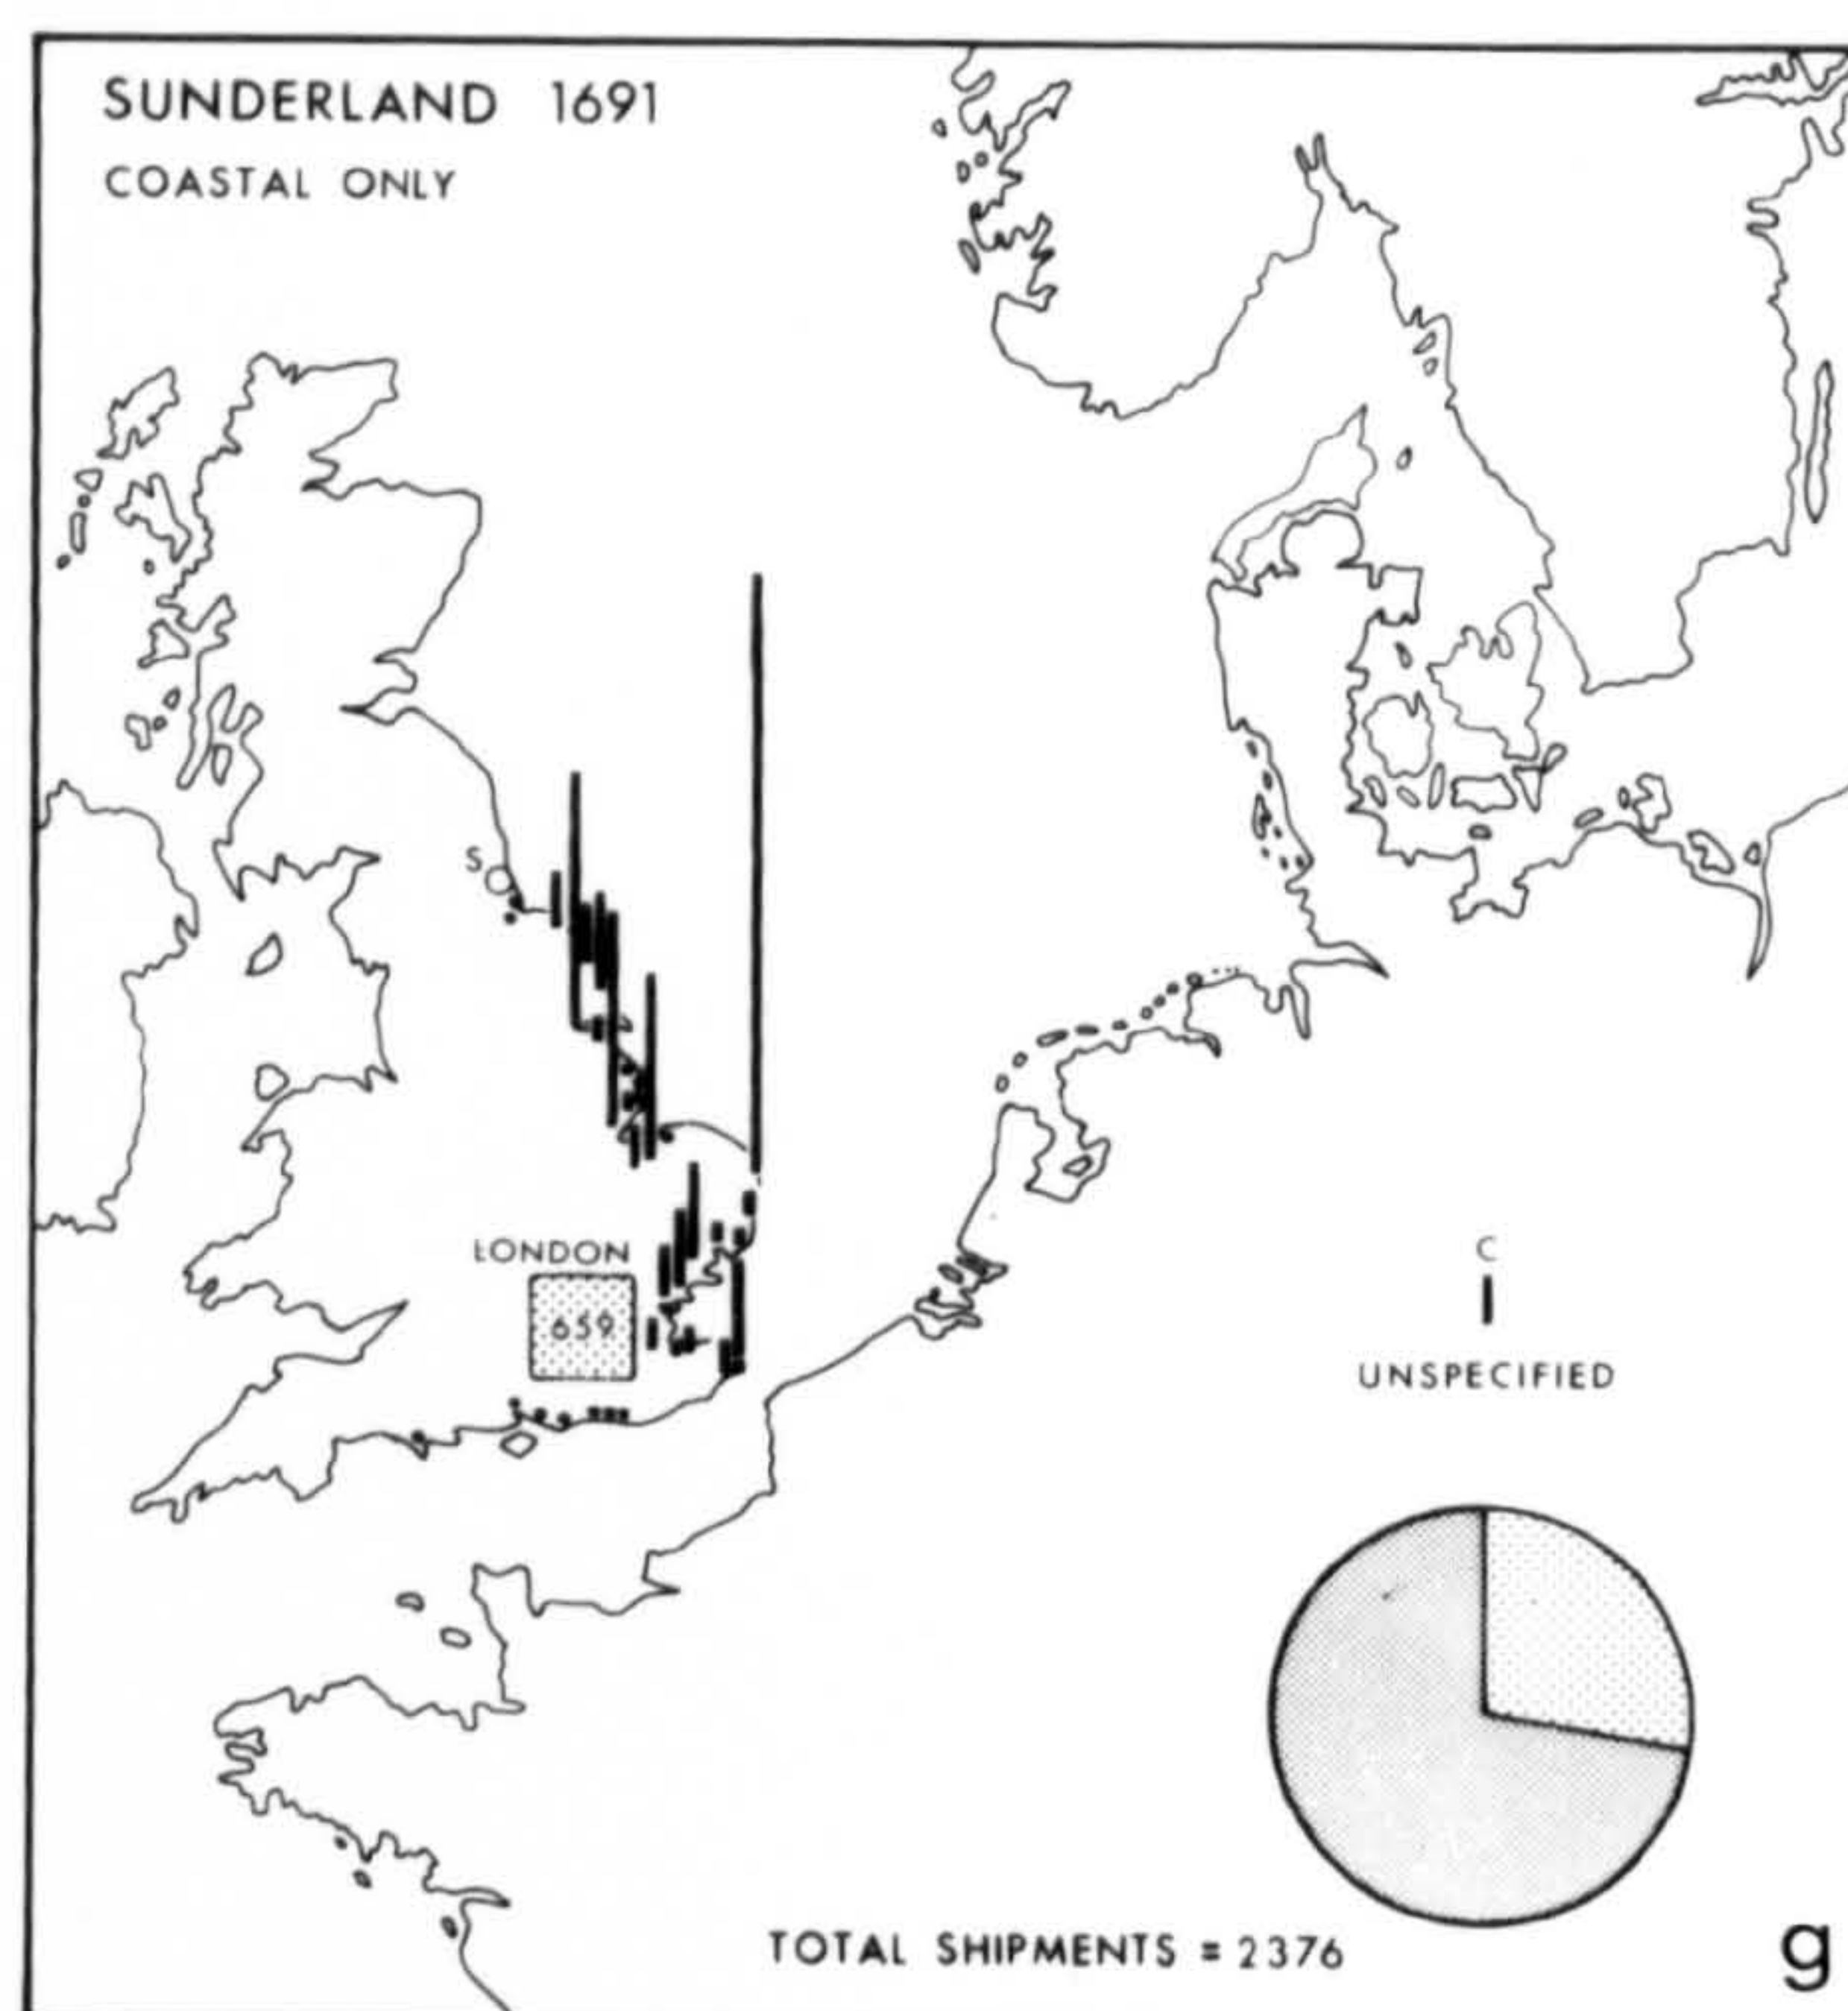 SUNDERLAND 1691
COASTAL ONLY
S
LONDON
659
C
UNSPECIFIED
TOTAL SHIPMENTS = 2376
g